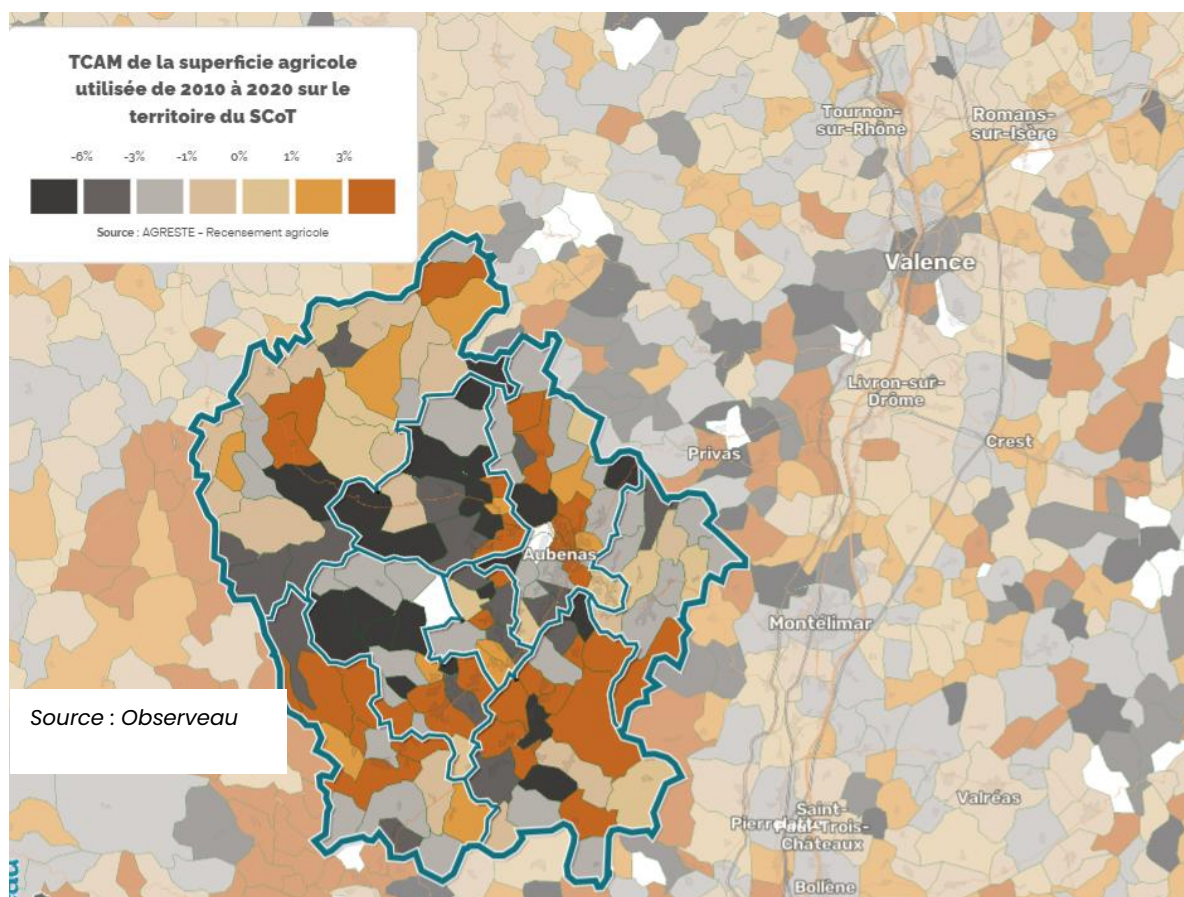 TCAM de la superficie agricole
utilisée de 2010 à 2020 sur le
territoire du SCoT
-6% -3% -1% 0% 1% 3%
Source : AGRESTE - Recensement agricole
Tournon-
sur-Rhône
Romans-
sur-Isère
Valence
Livron-sur-
Drôme
Crest
Privas
Aubenas
Montélimar
Source : Observeau
Valréas
Saint-
Paul-Trois-
Châteaux
Bollène